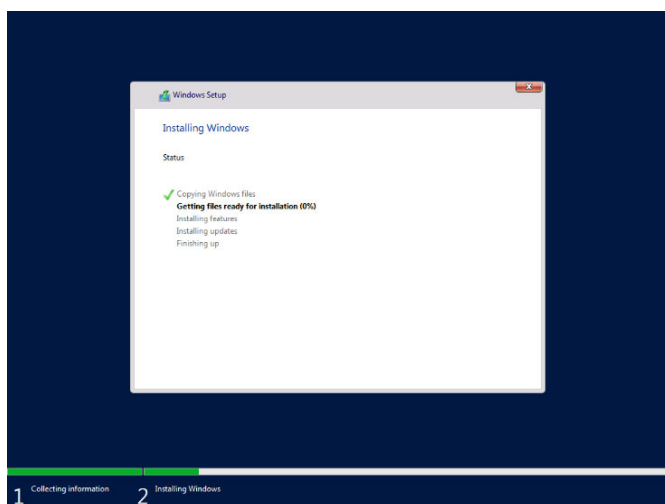 Windows Setup
Installing Windows
Status
Copying Windows files
Getting files ready for installation (0%)
Installing features
Installing updates
Finishing up
1 Collecting information
2 Installing Windows